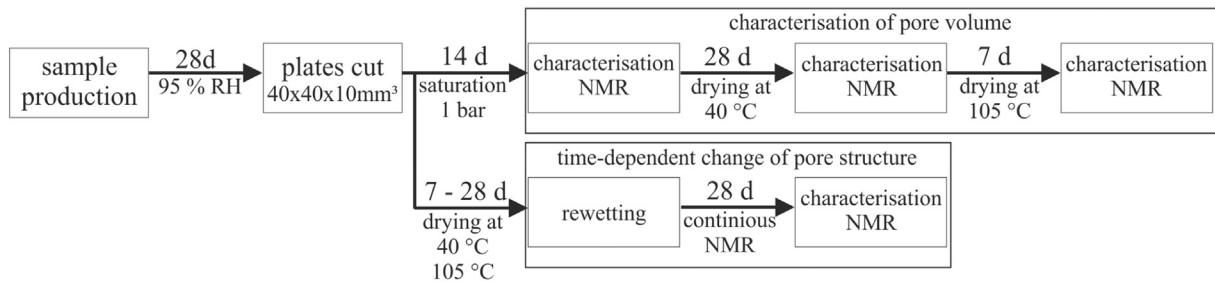 characterisation of pore volume
sample
production
28d
95 % RH
plates cut
40x40x10mm³
14 d
saturation
1 bar
characterisation
NMR
28 d
drying at
40 °C
characterisation
NMR
7 d
drying at
105 °C
characterisation
NMR
time-dependent change of pore structure
7 - 28 d
drying at
40 °C
105 °C
rewetting
28 d
continious
NMR
characterisation
NMR